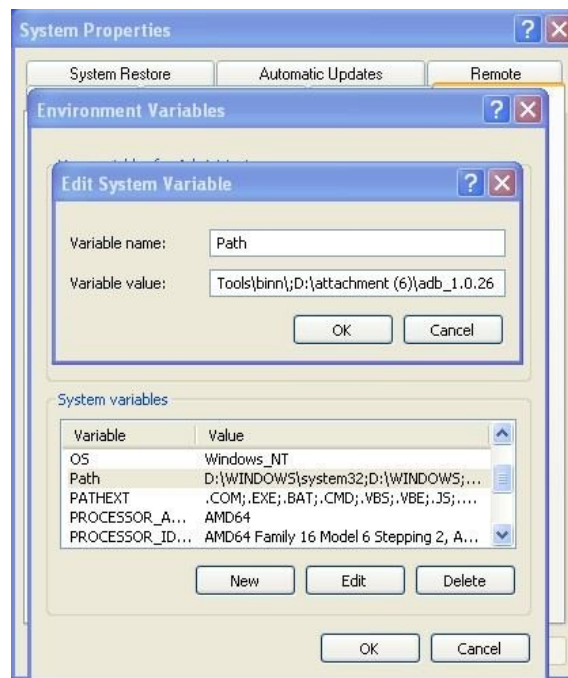 System Properties
System Restore Automatic Updates Remote
Environment Variables
Edit System Variable
Variable name: Path
Variable value: Tools\binn\;D:\attachment (6)\adb_1.0.26
OK Cancel
System variables
Variable Value
OS Windows_NT
Path D:\WINDOWS\system32;D:\WINDOWS;...
PATHEXT .COM;.EXE;.BAT;.CMD;.VBS;.VBE;.JS;....
PROCESSOR_A... AMD64
PROCESSOR_ID... AMD64 Family 16 Model 6 Stepping 2, A...
New Edit Delete
OK Cancel